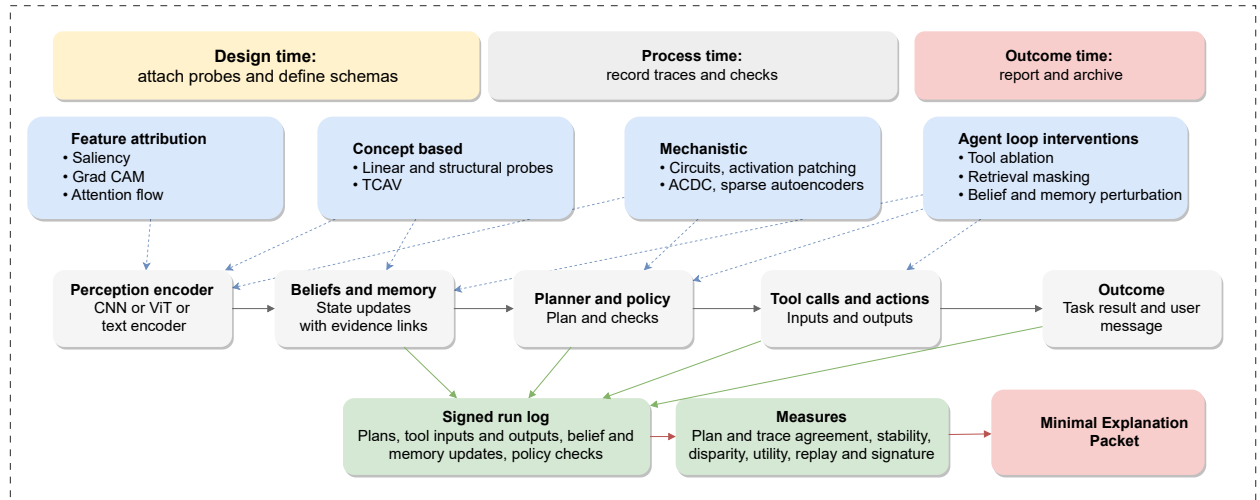 Design time:
attach probes and define schemas
Process time:
record traces and checks
Outcome time:
report and archive
Feature attribution
• Saliency
• Grad CAM
• Attention flow
Concept based
• Linear and structural probes
• TCAV
Mechanistic
• Circuits, activation patching
• ACDC, sparse autoencoders
Agent loop interventions
• Tool ablation
• Retrieval masking
• Belief and memory perturbation
Perception encoder
CNN or ViT or
text encoder
Beliefs and memory
State updates
with evidence links
Planner and policy
Plan and checks
Tool calls and actions
Inputs and outputs
Outcome
Task result and user
message
Signed run log
Plans, tool inputs and outputs, belief and
memory updates, policy checks
Measures
Plan and trace agreement, stability,
disparity, utility, replay and signature
Minimal Explanation
Packet